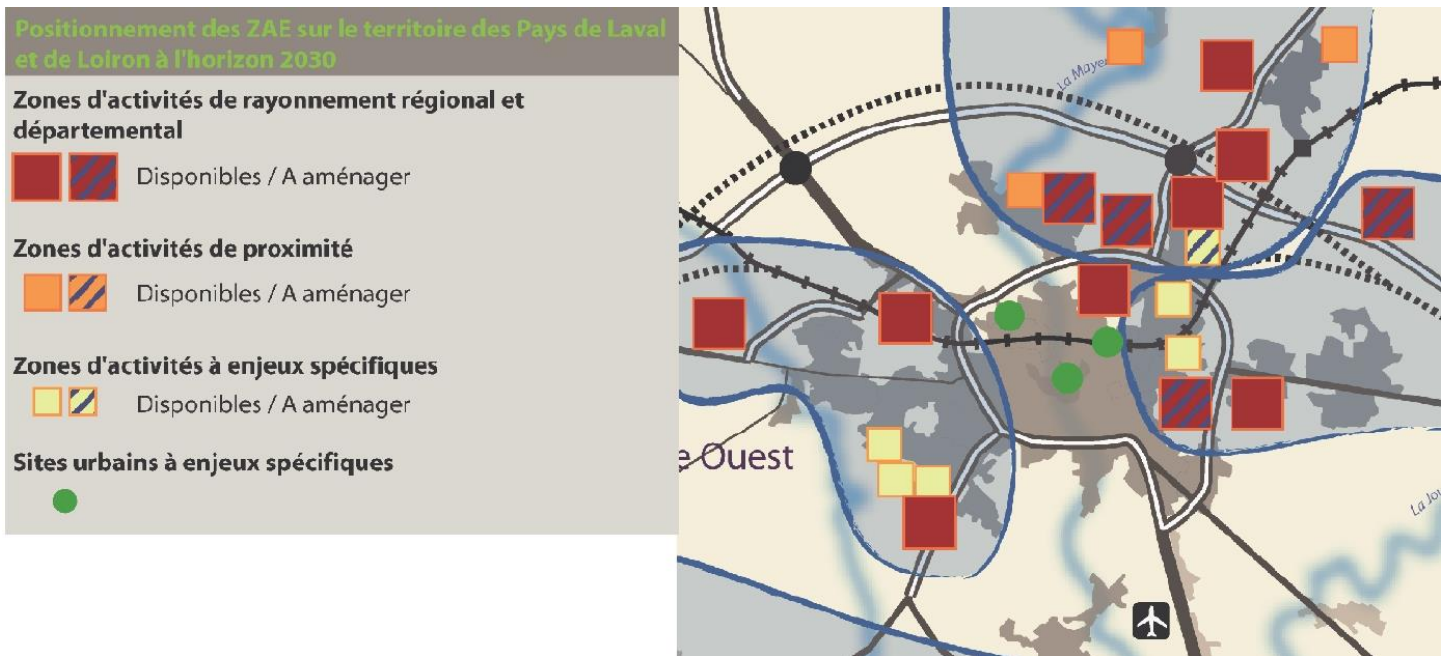 Positionnement des ZAE sur le territoire des Pays de Laval
et de Loiron à l'horizon 2030
Zones d'activités de rayonnement régional et
départemental
Disponibles / A aménager
Zones d'activités de proximité
Disponibles / A aménager
Zones d'activités à enjeux spécifiques
Disponibles / A aménager
Sites urbains à enjeux spécifiques
La Mayen
e Ouest
La Jou